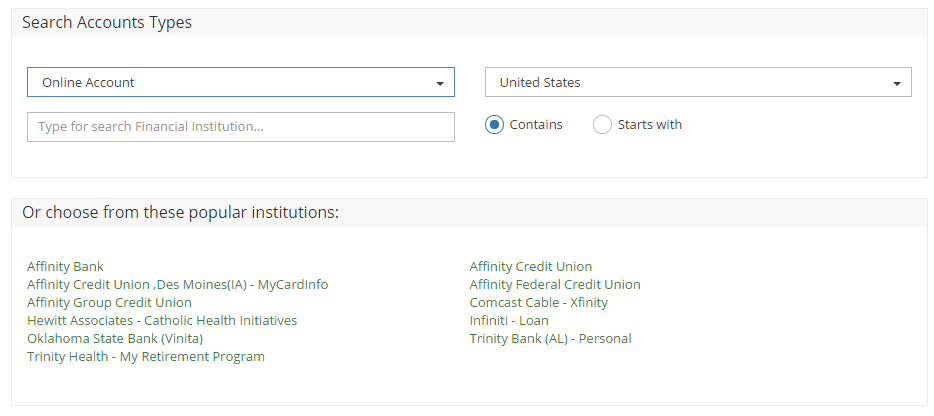 Search Accounts Types
Online Account
United States
Type for search Financial Institution...
Contains
Starts with
Or choose from these popular institutions:
Affinity Bank
Affinity Credit Union ,Des Moines(IA) - MyCardInfo
Affinity Group Credit Union
Hewitt Associates - Catholic Health Initiatives
Oklahoma State Bank (Vinita)
Trinity Health - My Retirement Program
Affinity Credit Union
Affinity Federal Credit Union
Comcast Cable - Xfinity
Infiniti - Loan
Trinity Bank (AL) - Personal